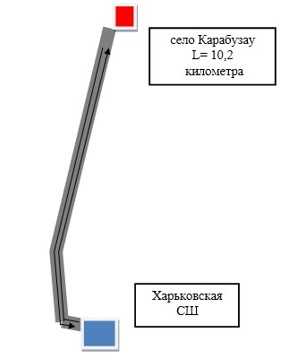 село Карабузау
L= 10,2
километра
Харьковская
СШ